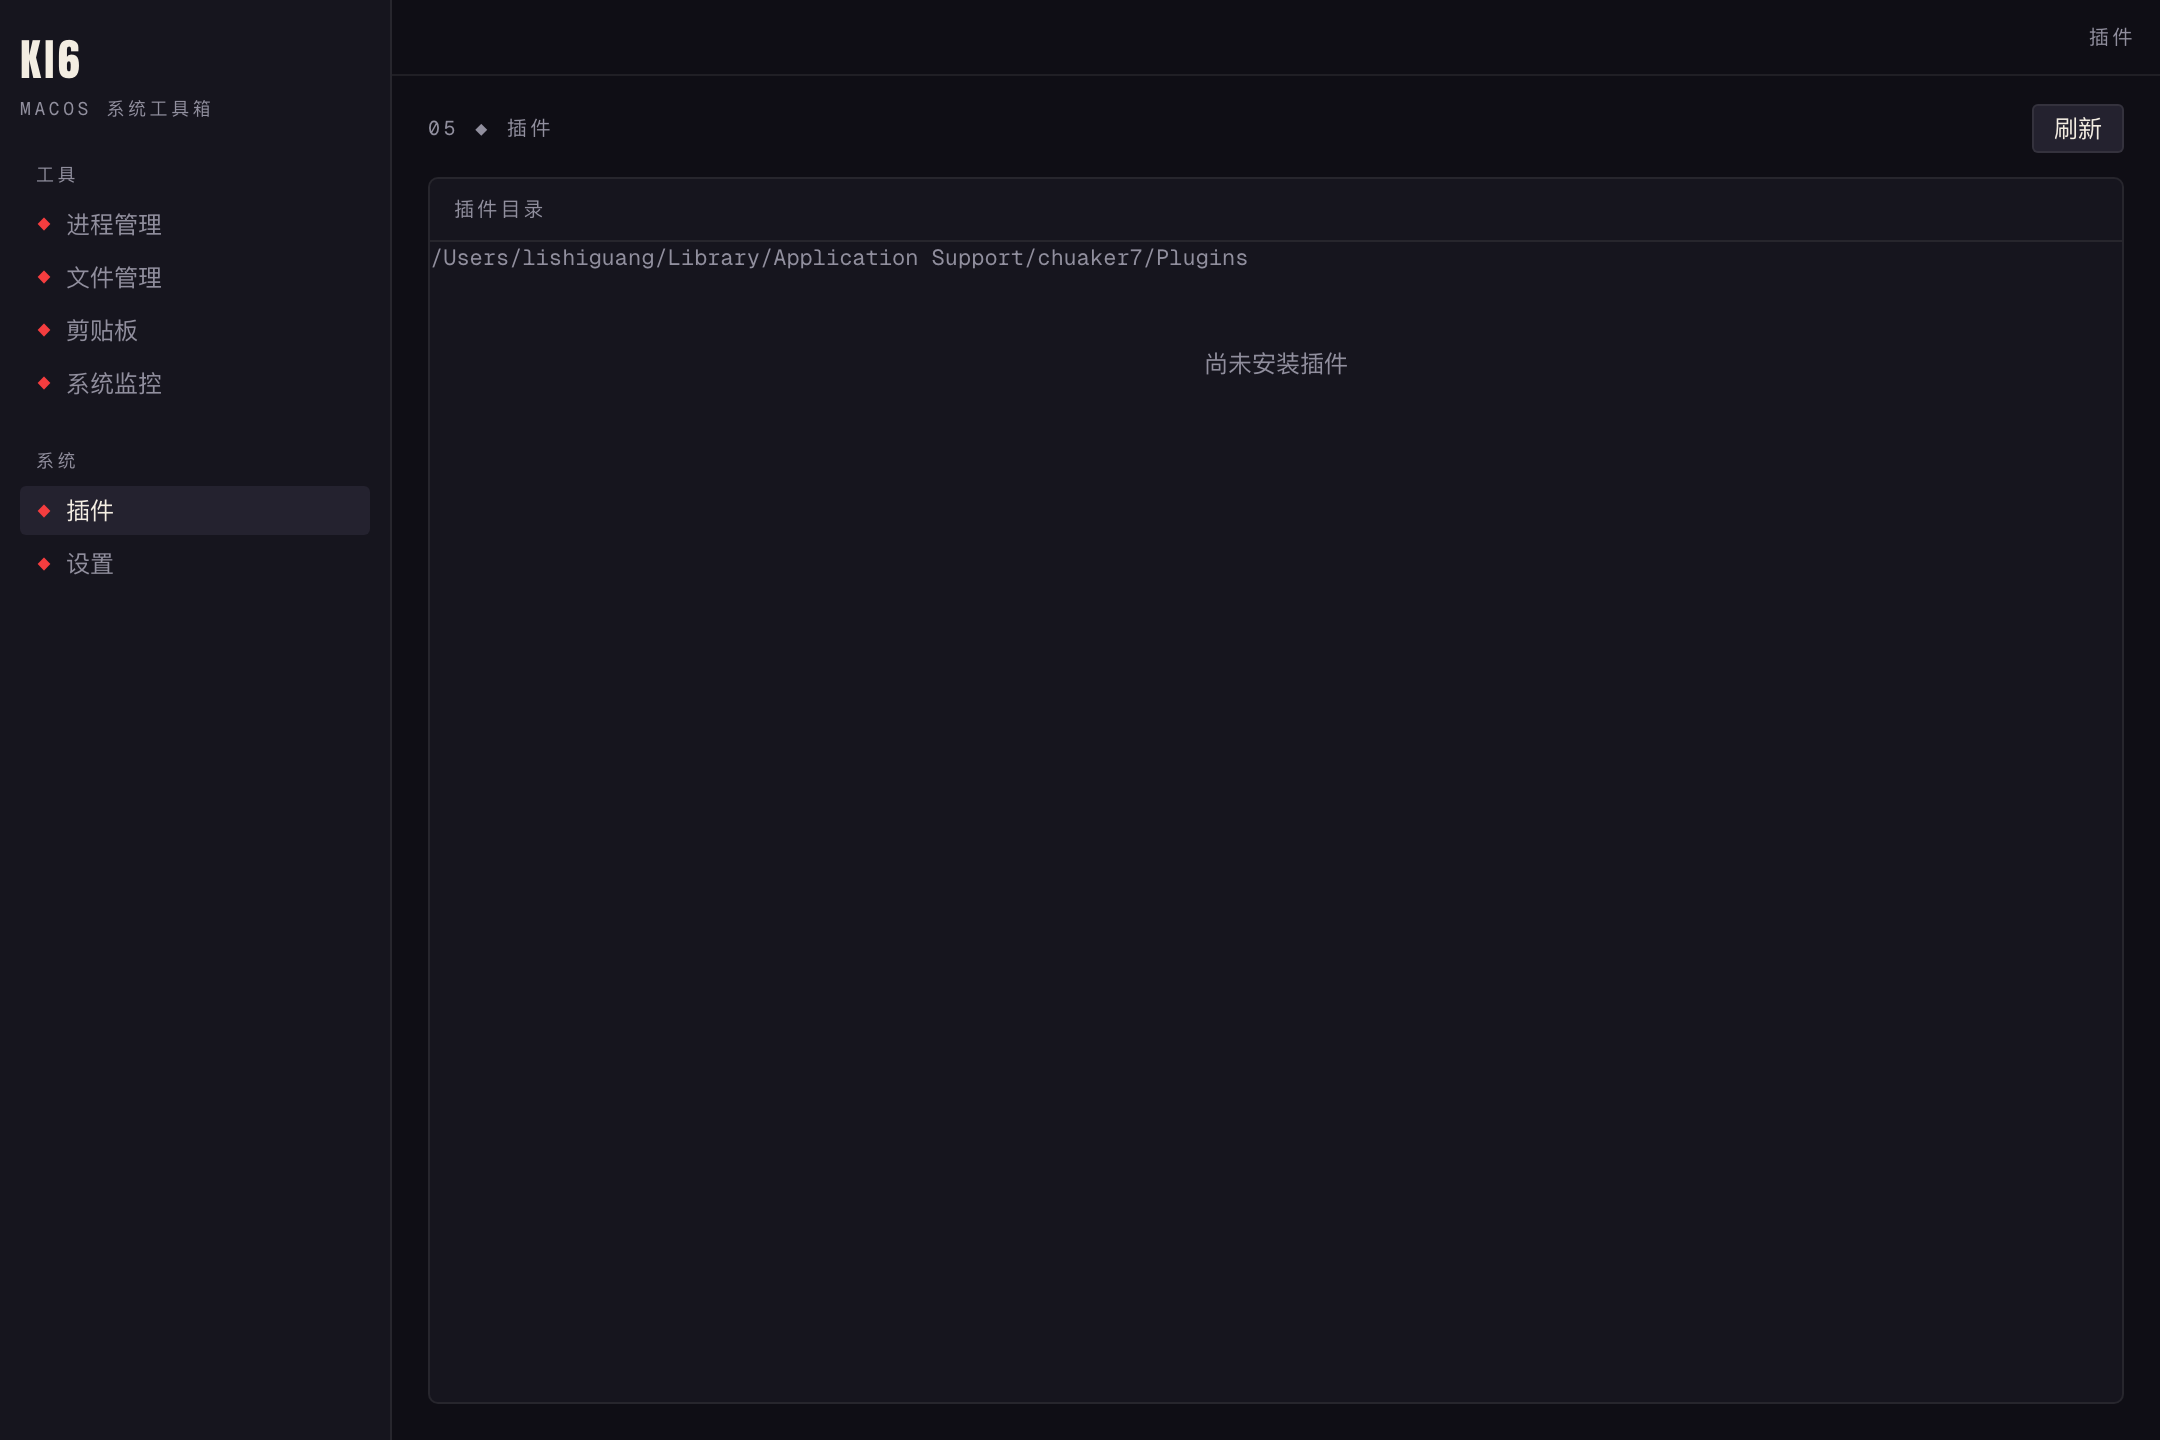 KI6
MACOS 系统工具箱
工具
进程管理
文件管理
剪贴板
系统监控
系统
插件
设置
插件
05 ◆ 插件
刷新
插件目录
/Users/lishiguang/Library/Application Support/chuaker7/Plugins
尚未安装插件